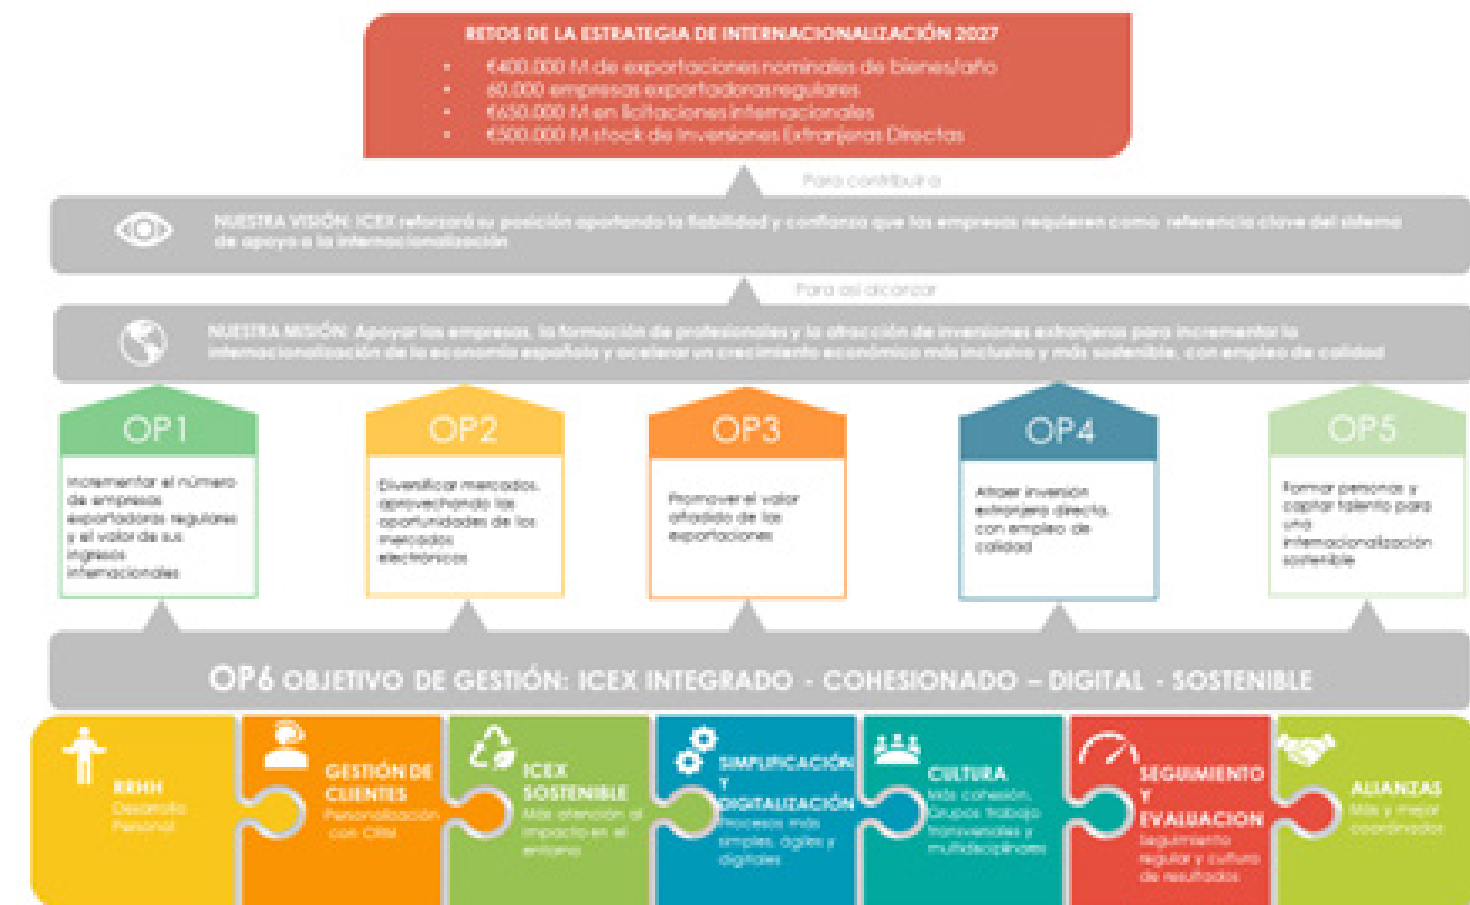 RETOS DE LA ESTRATEGIA DE INTERNACIONALIZACIÓN 2027
• €400.000 M de exportaciones nominales de bienes/año
• 60.000 empresas exportadoras regulares
• €650.000 M en licitaciones internacionales
• €500.000 M stock de Inversiones Extranjeras Directas
Para contribuir a
NUESTRA VISIÓN: ICEX reforzará su posición aportando la fiabilidad y confianza que las empresas requieren como referencia clave del sistema
de apoyo a la internacionalización
Para así alcanzar
NUESTRA MISIÓN: Apoyar las empresas, la formación de profesionales y la atracción de inversiones extranjeras para incrementar la
internacionalización de la economía española y acelerar un crecimiento económico más inclusivo y más sostenible, con empleo de calidad
OP1
Incrementar el número
de empresas
exportadoras regulares
y el valor de sus
ingresos
internacionales
OP2
Diversificar mercados,
aprovechando las
oportunidades de los
mercados
electrónicos
OP3
Promover el valor
añadido de las
exportaciones
OP4
Atraer inversión
extranjera directa,
con empleo de
calidad
OP5
Formar personas y
captar talento para
una
internacionalización
sostenible
OP6 OBJETIVO DE GESTIÓN: ICEX INTEGRADO - COHESIONADO – DIGITAL - SOSTENIBLE
RRHH
Desarrollo
Personal
GESTIÓN DE
CLIENTES
Personalización
con CRM
ICEX
SOSTENIBLE
Más atención al
impacto en el
entorno
SIMPLIFICACIÓN
Y
DIGITALIZACIÓN
Procesos más
simples, ágiles y
digitales
CULTURA
Más cohesión,
Grupos trabajo
transversales y
multidisciplinares
SEGUIMIENTO
Y
EVALUACION
Seguimiento
regular y cultura
de resultados
ALIANZAS
Más y mejor
coordinados